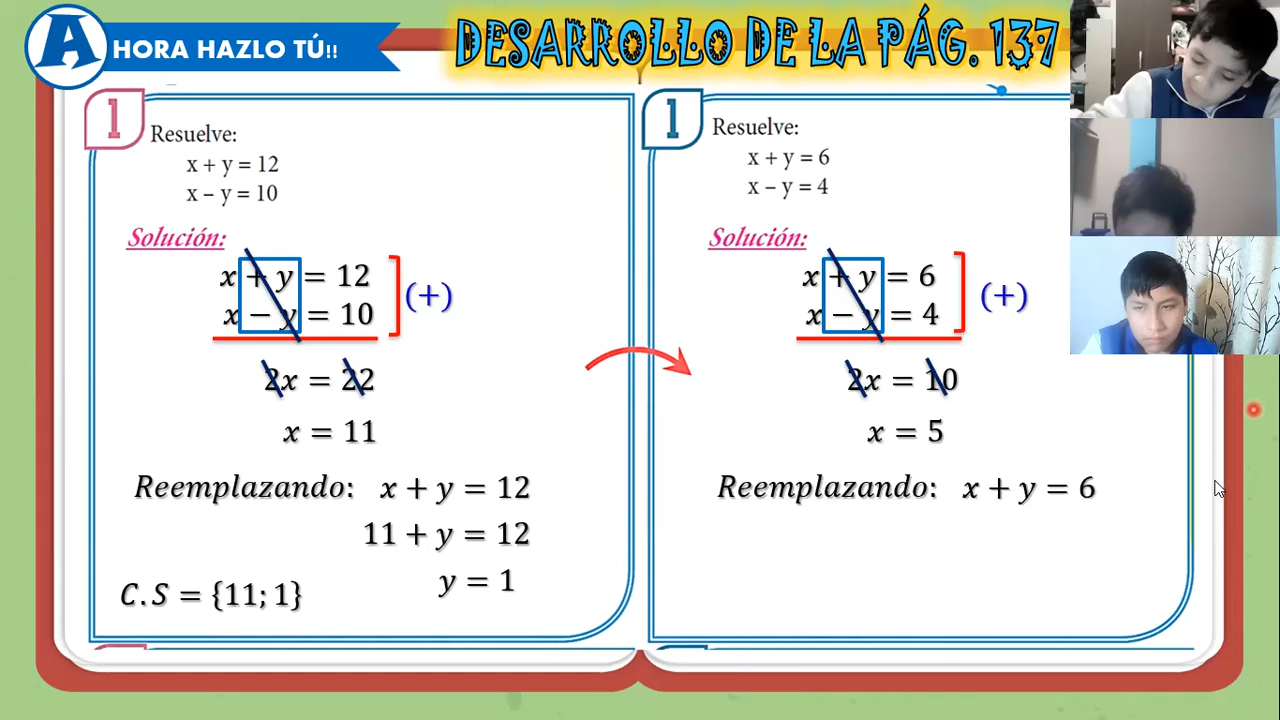 A HORA HAZLO TÚ!!
DESARROLLO DE LA PÁG. 137
1
Resuelve:
x + y = 12
x – y = 10
Solución:
x + y = 12
x − y = 10
(+)
2x = 22
x = 11
Reemplazando: x + y = 12
11 + y = 12
y = 1
C.S = {11; 1}
1
Resuelve:
x + y = 6
x – y = 4
Solución:
x + y = 6
x − y = 4
(+)
2x = 10
x = 5
Reemplazando: x + y = 6